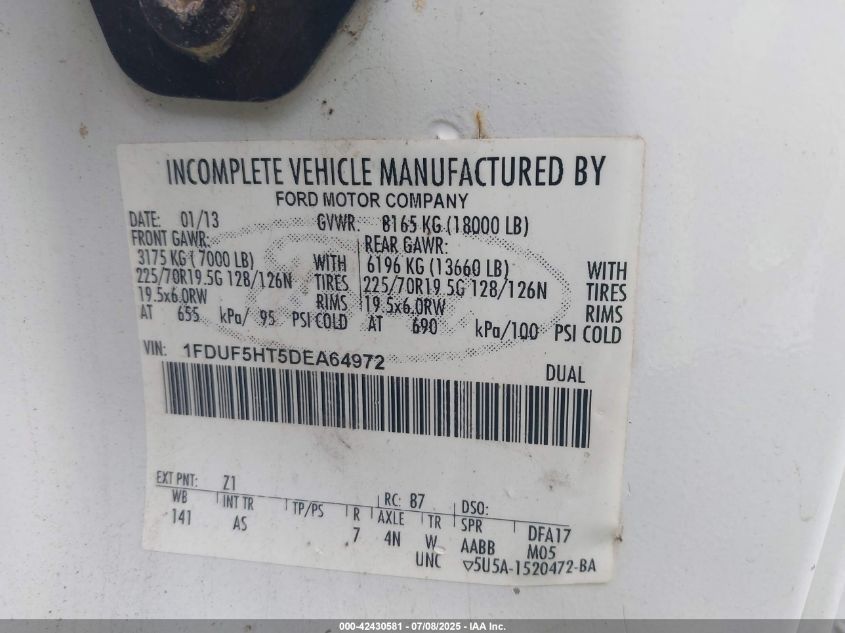 INCOMPLETE VEHICLE MANUFACTURED BY
FORD MOTOR COMPANY
DATE: 01/13 GVWR: 8165 KG (18000 LB)
FRONT GAWR: REAR GAWR:
3175 KG (7000 LB) WITH 6196 KG (13660 LB) WITH
225/70R19.5G 128/126N TIRES 225/70R19.5G 128/126N TIRES
19.5x6.0RW RIMS 19.5x6.0RW RIMS
AT 655 kPa/ 95 PSI COLD AT 690 kPa/100 PSI COLD
VIN: 1FDUF5HT5DEA64972 DUAL
EXT PNT: Z1 RC: 87 DSO:
WB INT TR TP/PS R AXLE TR SPR DFA17
141 AS 7 4N W AABB M05
UNC ▽5U5A-1520472-BA
000-42430581 | 07/08/2025 - IAA Inc.